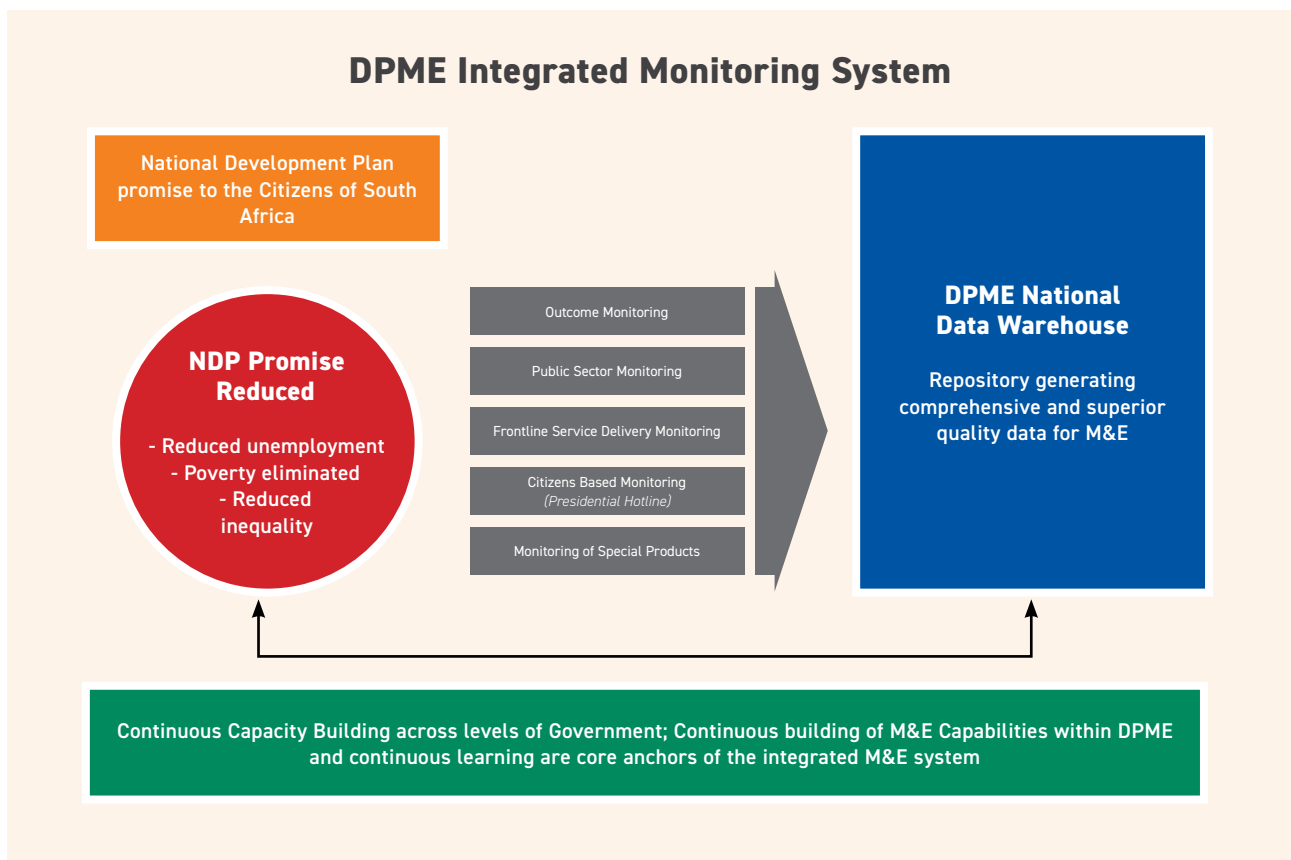 DPME Integrated Monitoring System
National Development Plan
promise to the Citizens of South
Africa
NDP Promise
Reduced
- Reduced unemployment
- Poverty eliminated
- Reduced
inequality
Outcome Monitoring
Public Sector Monitoring
Frontline Service Delivery Monitoring
Citizens Based Monitoring
(Presidential Hotline)
Monitoring of Special Products
DPME National
Data Warehouse
Repository generating
comprehensive and superior
quality data for M&E
Continuous Capacity Building across levels of Government; Continuous building of M&E Capabilities within DPME
and continuous learning are core anchors of the integrated M&E system